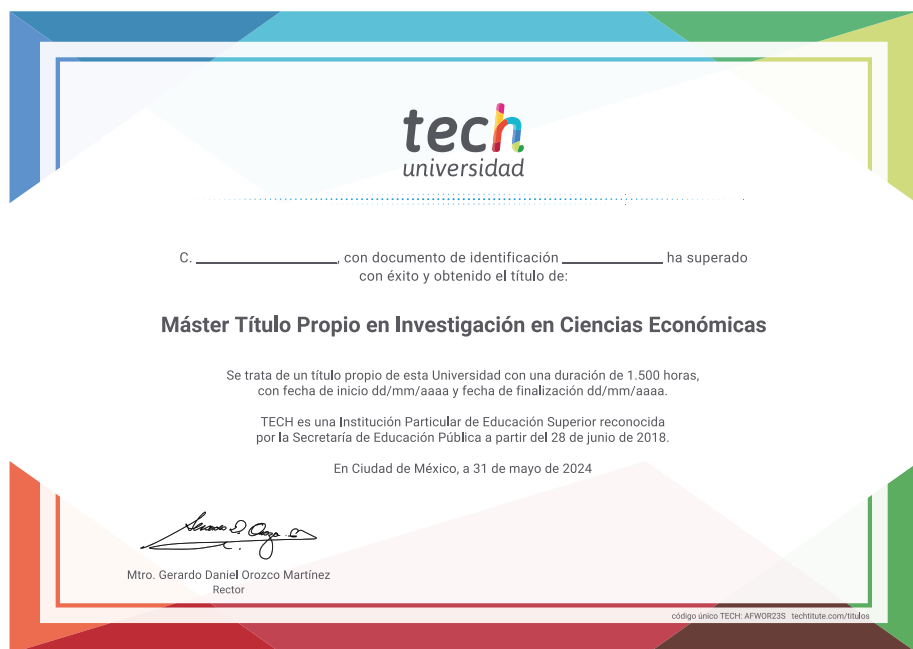 tech
universidad
C. ___________________, con documento de identificación ______________ ha superado
con éxito y obtenido el título de:
Máster Título Propio en Investigación en Ciencias Económicas
Se trata de un título propio de esta Universidad con una duración de 1.500 horas,
con fecha de inicio dd/mm/aaaa y fecha de finalización dd/mm/aaaa.
TECH es una Institución Particular de Educación Superior reconocida
por la Secretaría de Educación Pública a partir del 28 de junio de 2018.
En Ciudad de México, a 31 de mayo de 2024
Mtro. Gerardo Daniel Orozco Martínez
Rector
código único TECH: AFWOR23S techtitute.com/titulos